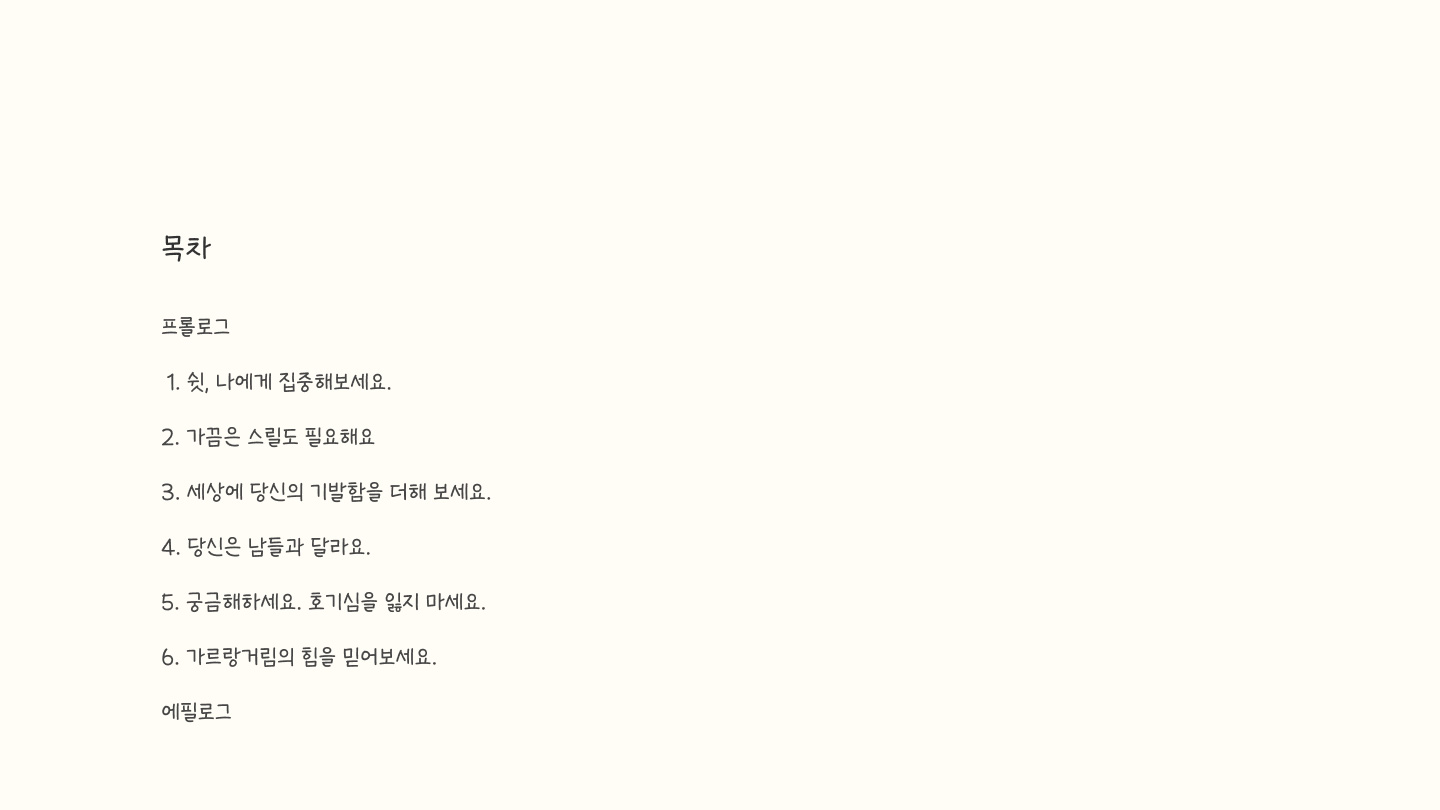 목차
프롤로그
1. 쉿, 나에게 집중해보세요.
2. 가끔은 스릴도 필요해요
3. 세상에 당신의 기발함을 더해 보세요.
4. 당신은 남들과 달라요.
5. 궁금해하세요. 호기심을 잃지 마세요.
6. 가르랑거림의 힘을 믿어보세요.
에필로그